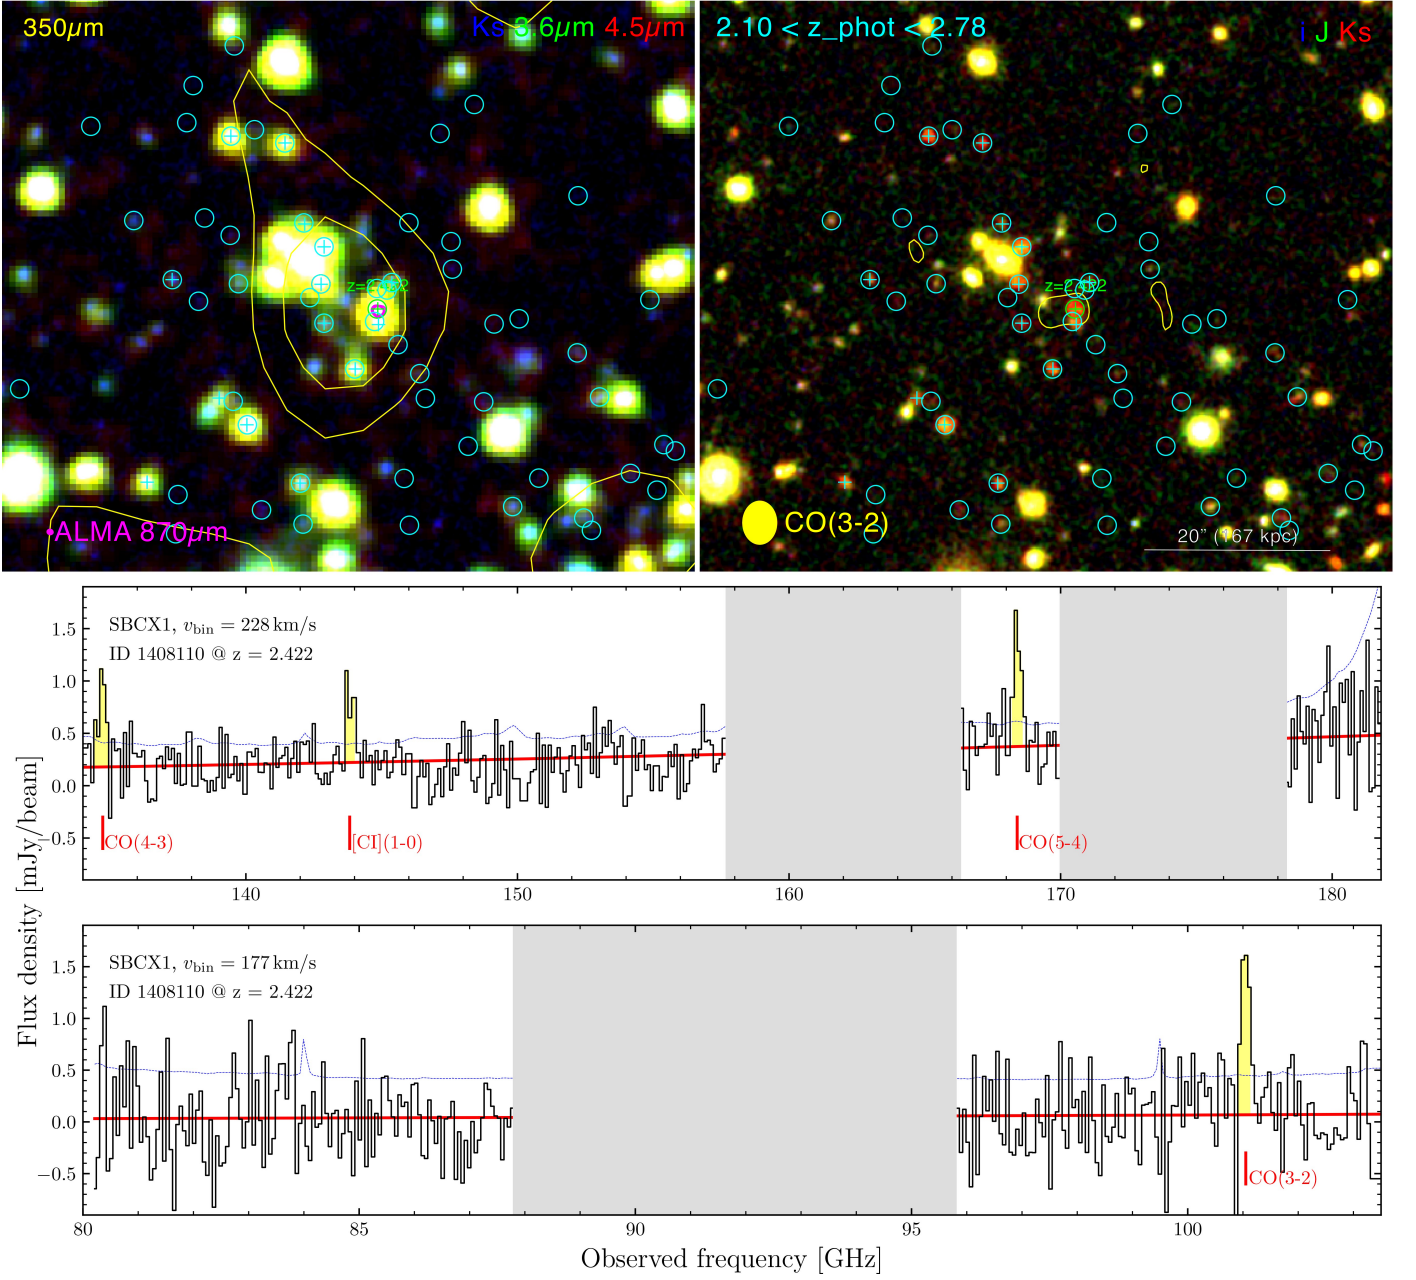 350μm
Ks 3.6μm 4.5μm
2.10 < z_phot < 2.78
i J Ks
z=2.422
z=2.422
ALMA 870μm
CO(3-2)
20” (167 kpc)
SBCX1, vbin = 228 km/s
ID 1408110 @ z = 2.422
1.5
1.0
0.5
0.0
−0.5
CO(4-3)
[CI](1-0)
CO(5-4)
140
150
160
170
180
SBCX1, vbin = 177 km/s
ID 1408110 @ z = 2.422
1.5
1.0
0.5
0.0
−0.5
CO(3-2)
80
85
90
95
100
Flux density [mJy/beam]
Observed frequency [GHz]